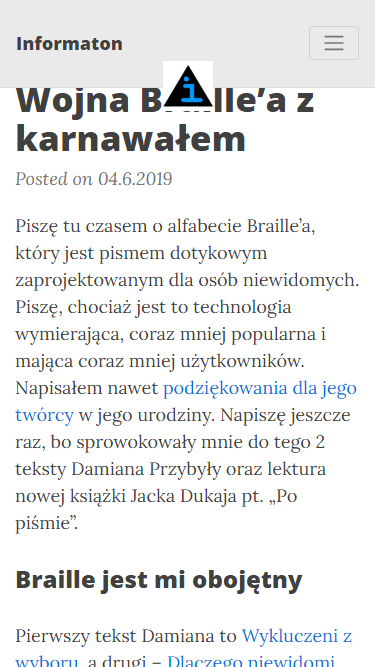 Informaton
Wojna Braille’a z
karnawałem
Posted on 04.6.2019
Piszę tu czasem o alfabecie Braille’a,
który jest pismem dotykowym
zaprojektowanym dla osób niewidomych.
Piszę, chociaż jest to technologia
wymierająca, coraz mniej popularna i
mająca coraz mniej użytkowników.
Napisałem nawet podziękowania dla jego
twórcy w jego urodziny. Napiszę jeszcze
raz, bo sprowokowały mnie do tego 2
teksty Damiana Przybyły oraz lektura
nowej książki Jacka Dukaja pt. „Po
piśmie”.
Braille jest mi obojętny
Pierwszy tekst Damiana to Wykluczeni z
wyboru, a drugi – Dlaczego niewidomi